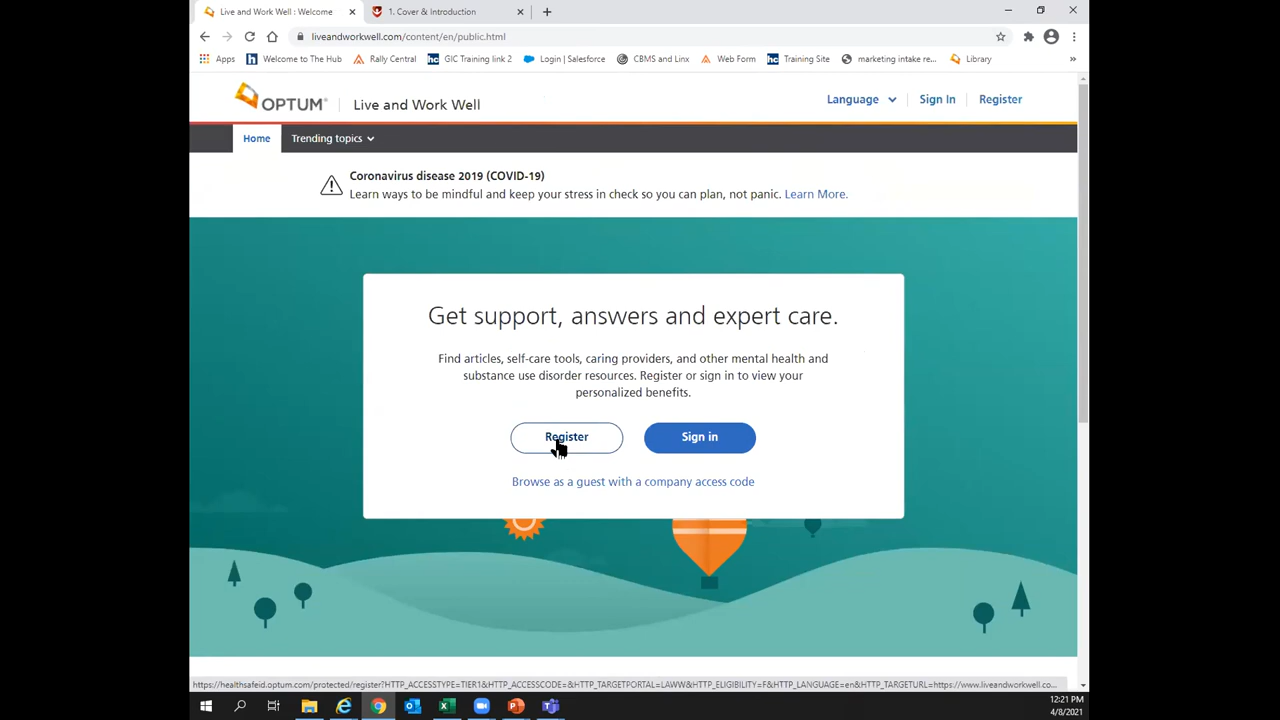 Live and Work Well : Welcome
1. Cover & Introduction
liveandworkwell.com/content/en/public.html
Apps
Welcome to The Hub
Rally Central
GIC Training link 2
Login | Salesforce
CBMS and Linx
Web Form
Training Site
marketing intake re...
Library
OPTUM®
Live and Work Well
Language
Sign In
Register
Home
Trending topics
Coronavirus disease 2019 (COVID-19)
Learn ways to be mindful and keep your stress in check so you can plan, not panic. Learn More.
Get support, answers and expert care.
Find articles, self-care tools, caring providers, and other mental health and
substance use disorder resources. Register or sign in to view your
personalized benefits.
Register
Sign in
Browse as a guest with a company access code
https://healthsafeid.optum.com/protected/register?HTTP_ACCESSTYPE=TIER1&HTTP_ACCESSCODE=&HTTP_TARGETPORTAL=LAWW&HTTP_ELIGIBILITY=F&HTTP_LANGUAGE=en&HTTP_TARGETURL=https://www.liveandworkwell.co...
12:21 PM
4/8/2021